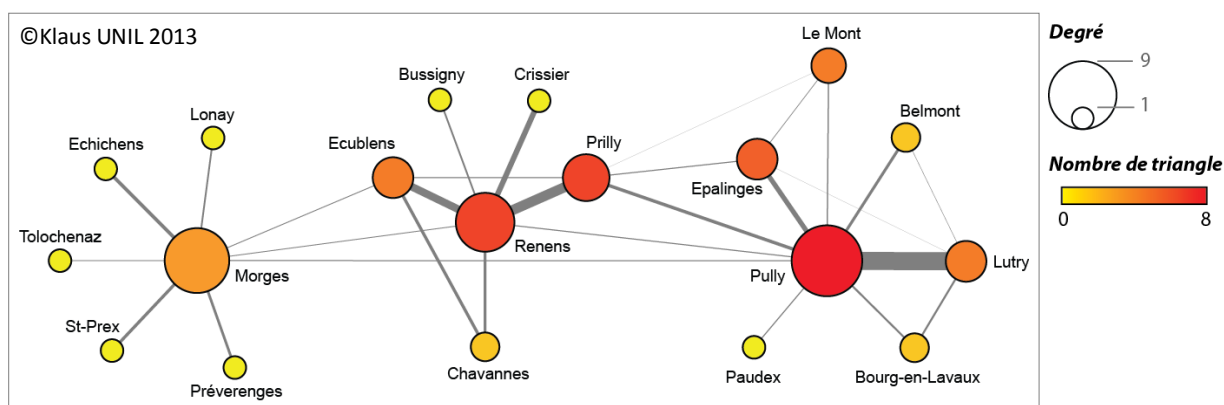 ©Klaus UNIL 2013
Le Mont
Bussigny
Crissier
Belmont
Lonay
Echichens
Ecublens
Prilly
Epalinges
Tolochenaz
Morges
Renens
Pully
Lutry
St-Prex
Préverenges
Chavannes
Paudex
Bourg-en-Lavaux
Degré
9
1
Nombre de triangle
0
8